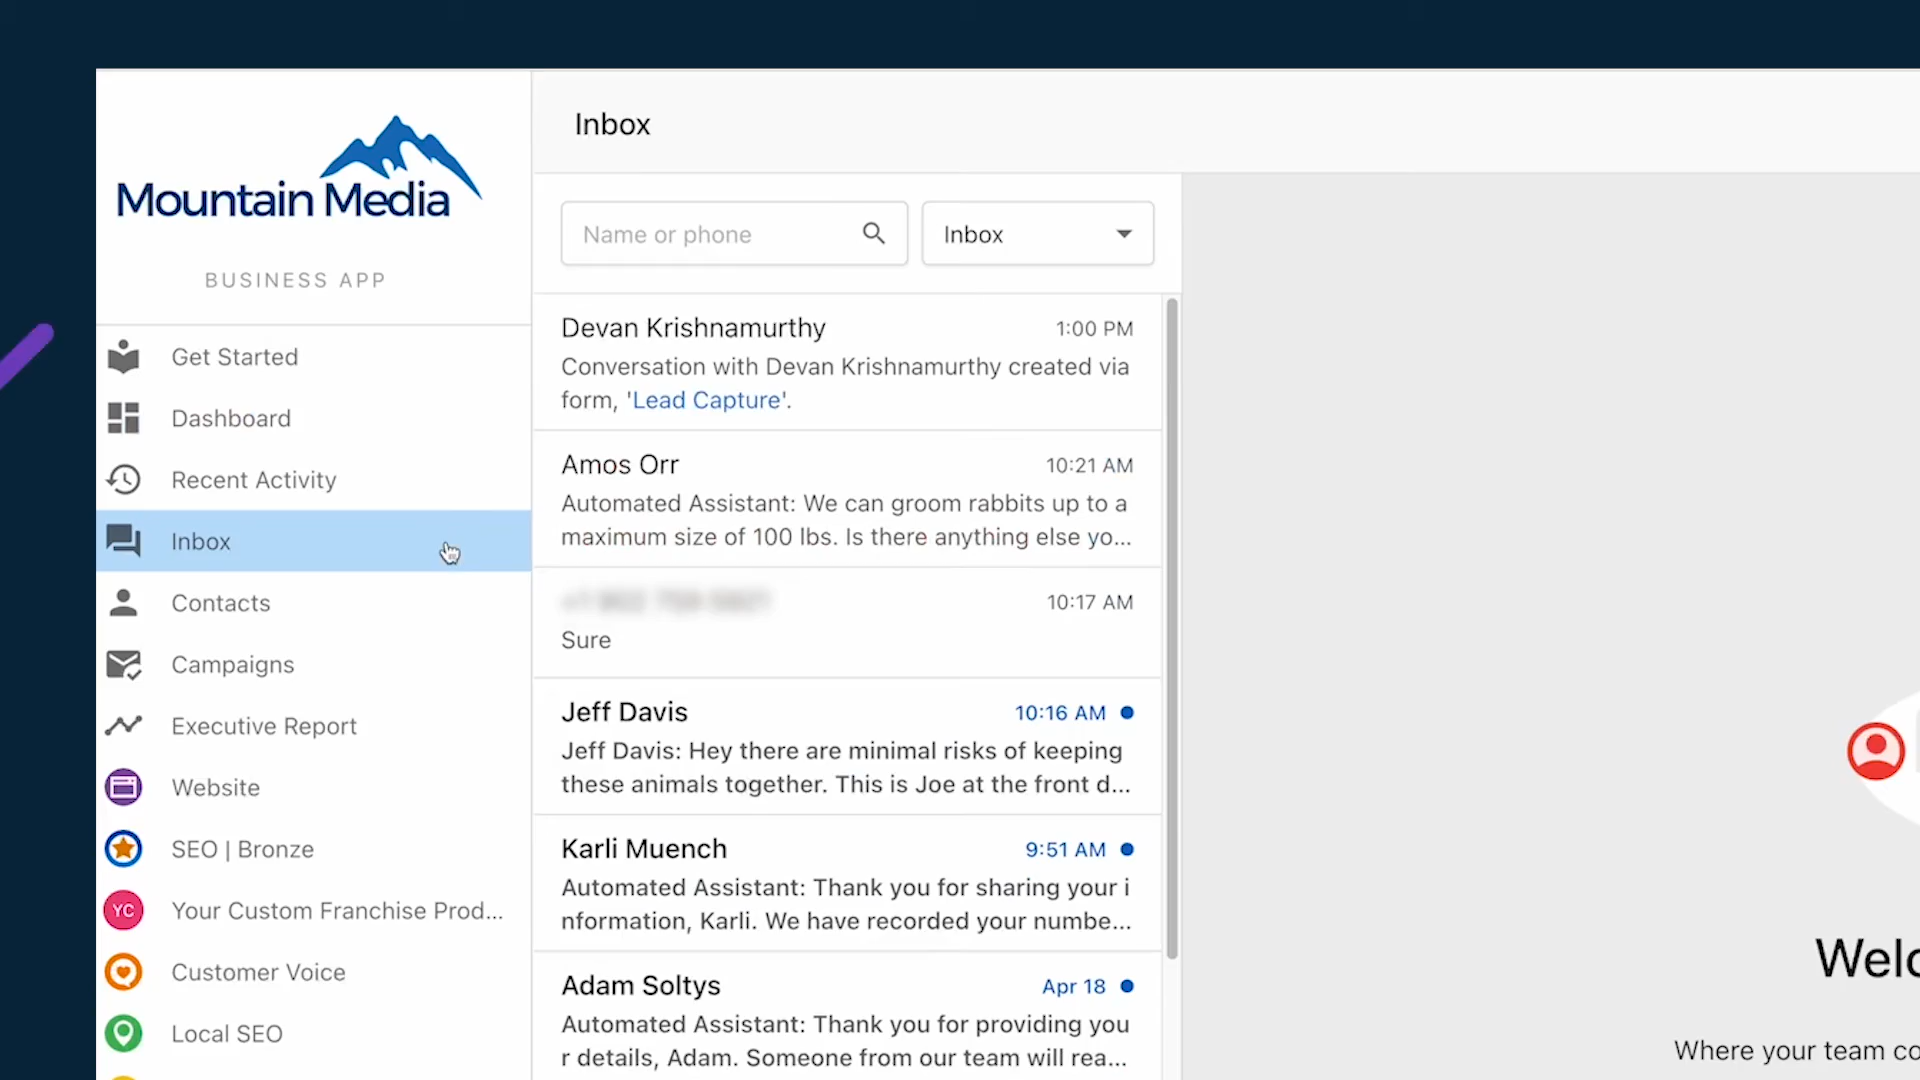 Mountain Media
BUSINESS APP
Get Started
Dashboard
Recent Activity
Inbox
Contacts
Campaigns
Executive Report
Website
SEO | Bronze
YC
Your Custom Franchise Prod...
Customer Voice
Local SEO
Inbox
Name or phone
Inbox
Devan Krishnamurthy
1:00 PM
Conversation with Devan Krishnamurthy created via
form, 'Lead Capture'.
Amos Orr
10:21 AM
Automated Assistant: We can groom rabbits up to a
maximum size of 100 lbs. Is there anything else yo...
10:17 AM
Sure
Jeff Davis
10:16 AM
Jeff Davis: Hey there are minimal risks of keeping
these animals together. This is Joe at the front d...
Karli Muench
9:51 AM
Automated Assistant: Thank you for sharing your i
nformation, Karli. We have recorded your numbe...
Adam Soltys
Apr 18
Automated Assistant: Thank you for providing you
r details, Adam. Someone from our team will rea...
Welc
Where your team co